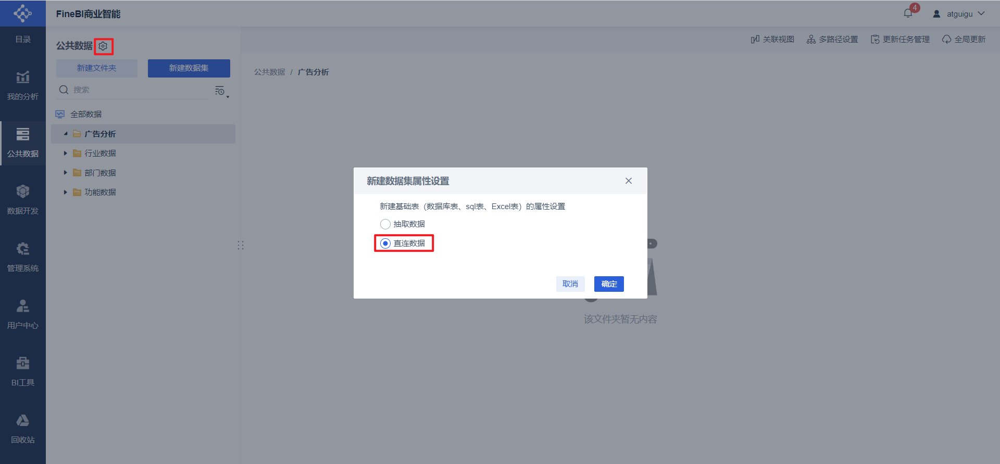 FineBI商业智能
4
atguigu
目录
我的分析
公共数据
数据开发
管理系统
用户中心
BI工具
回收站
公共数据
新建文件夹
新建数据集
搜索
全部数据
广告分析
行业数据
部门数据
功能数据
关联视图
多路径设置
更新任务管理
全局更新
公共数据 / 广告分析
新建数据集属性设置
新建基础表（数据库表、sql表、Excel表）的属性设置
抽取数据
直连数据
取消
确定
该文件夹暂无内容